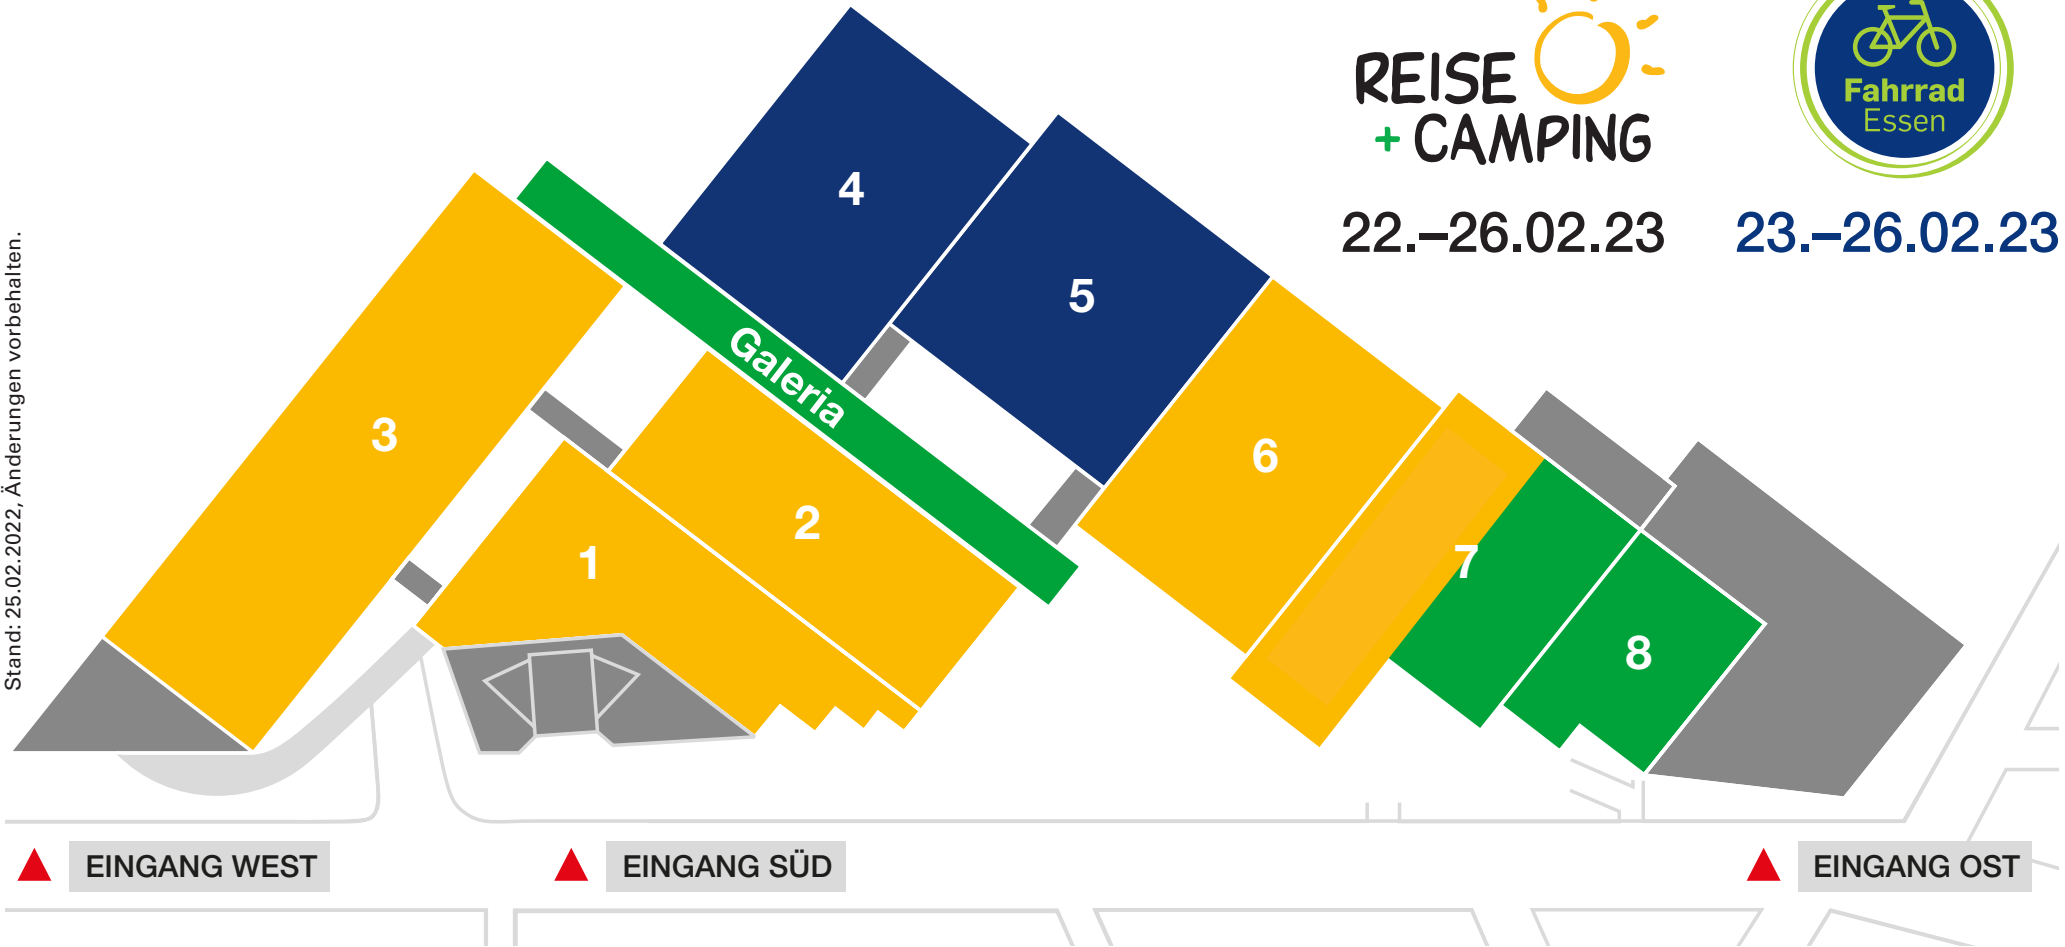 REISE
+ CAMPING
22.–26.02.23
Fahrrad
Essen
23.–26.02.23
Stand: 25.02.2022, Änderungen vorbehalten.
4
5
3
Galeria
6
2
1
7
8
EINGANG WEST
EINGANG SÜD
EINGANG OST